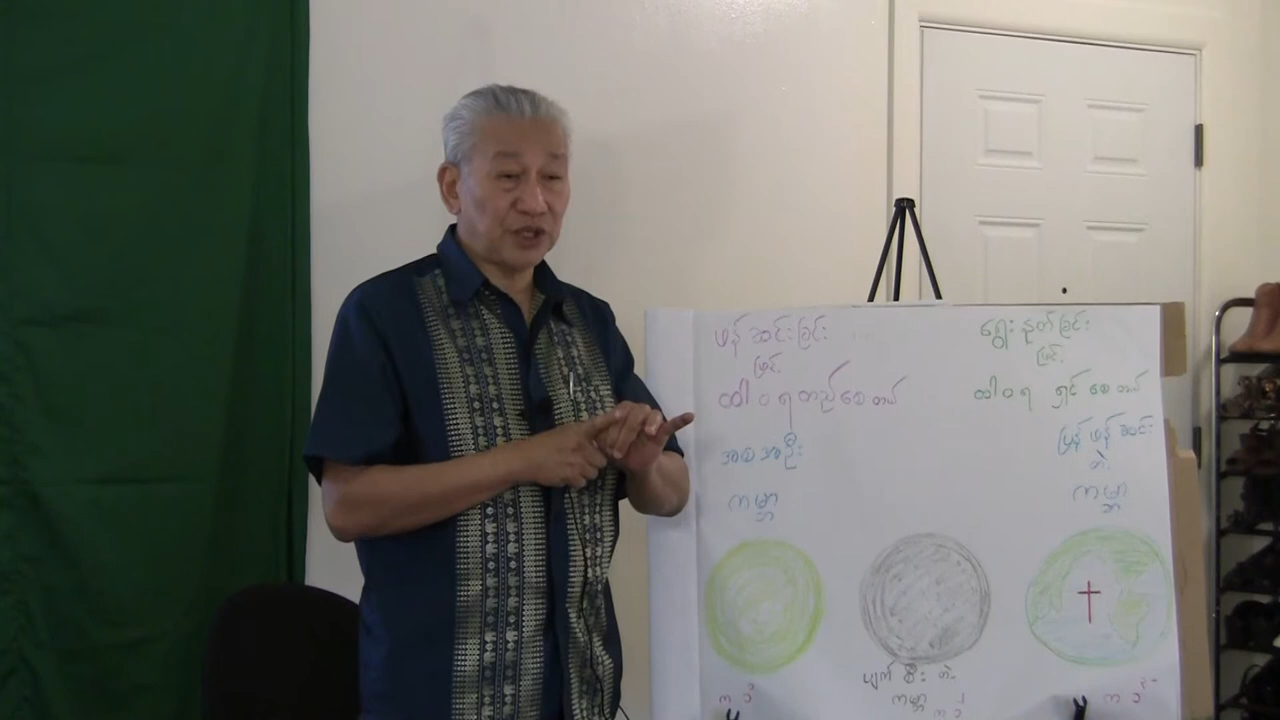 ဖန်ဆင်းခြင်း
ဖြင့်
ထာဝရတည်စေတယ်
အစအဦး
ကမ္ဘာ
ရွေးနုတ်ခြင်း
ဖြင့်
ထာဝရ ရှင်စေတယ်
ပြန်ဖန်ဆင်း
တဲ့
ကမ္ဘာ
ပျက်စီးတဲ့
ကမ္ဘာ